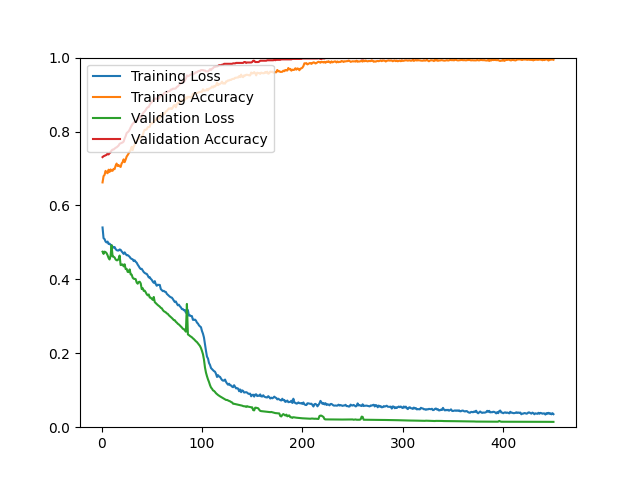 1.0
0.8
0.6
0.4
0.2
0.0
Training Loss
Training Accuracy
Validation Loss
Validation Accuracy
0 100 200 300 400